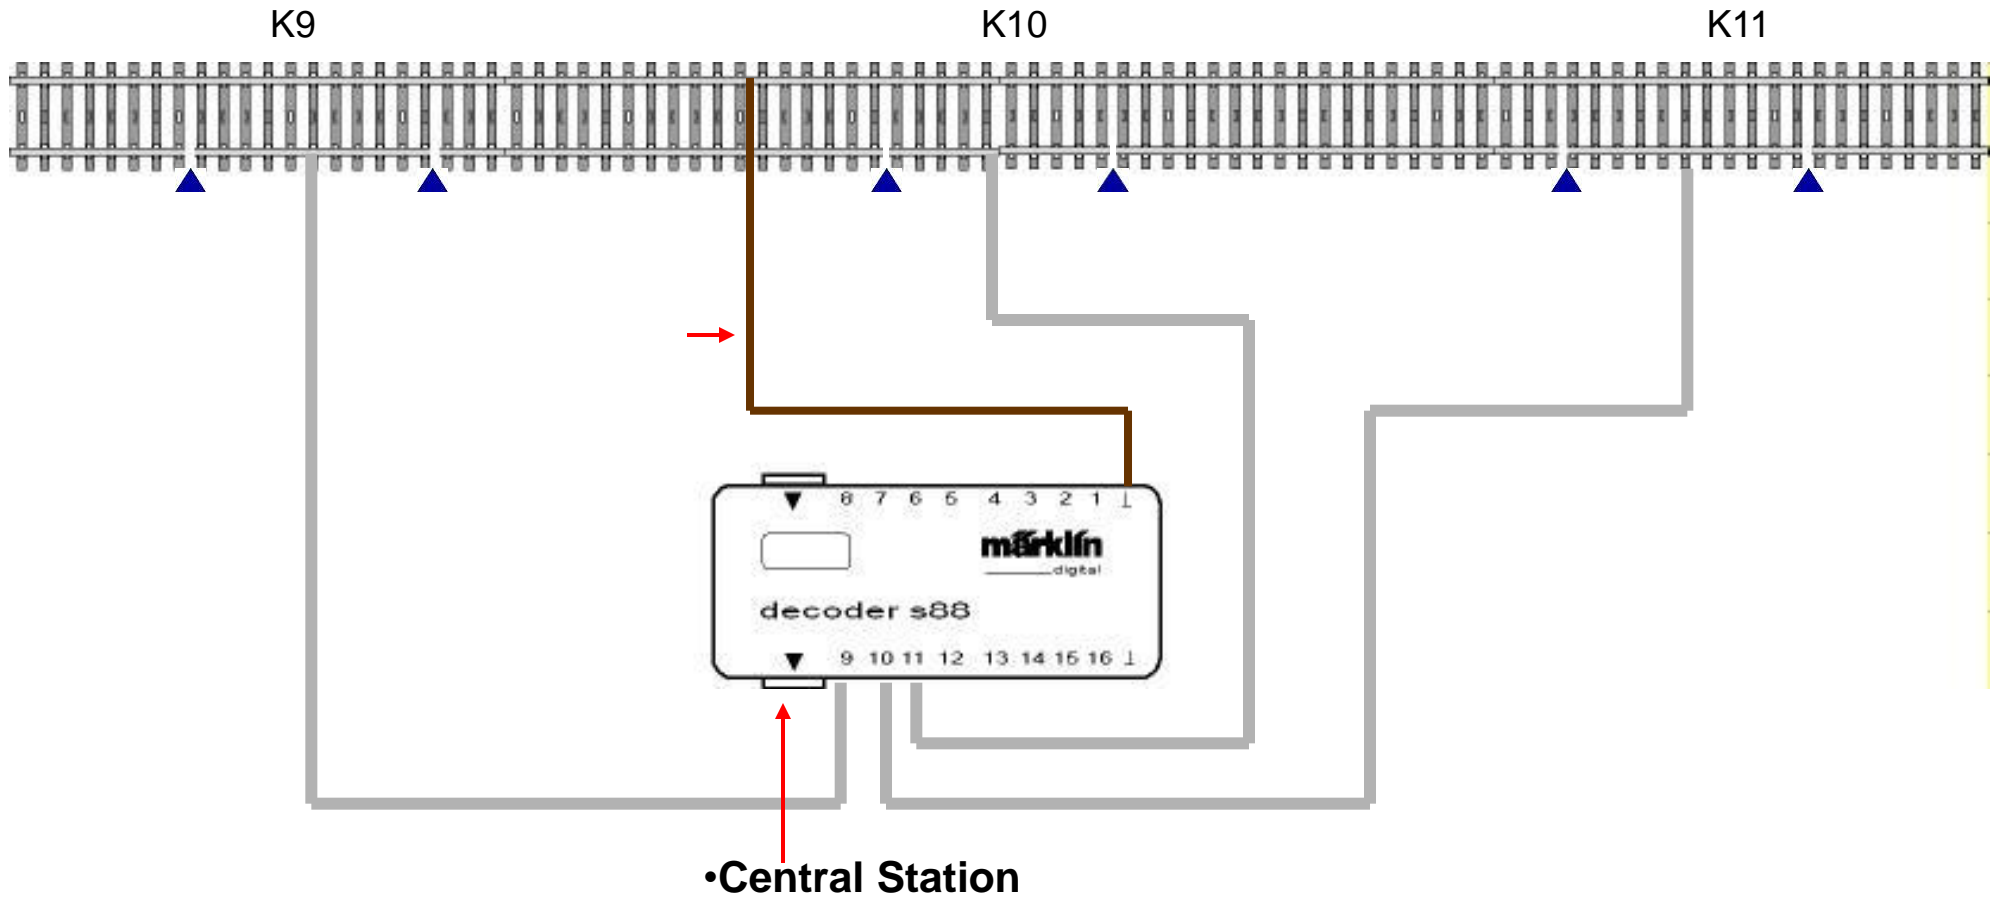 K9 K10 K11
8 7 6 5 4 3 2 1 ⊥
märklin
digital
decoder s88
9 10 11 12 13 14 15 16 ⊥
•Central Station